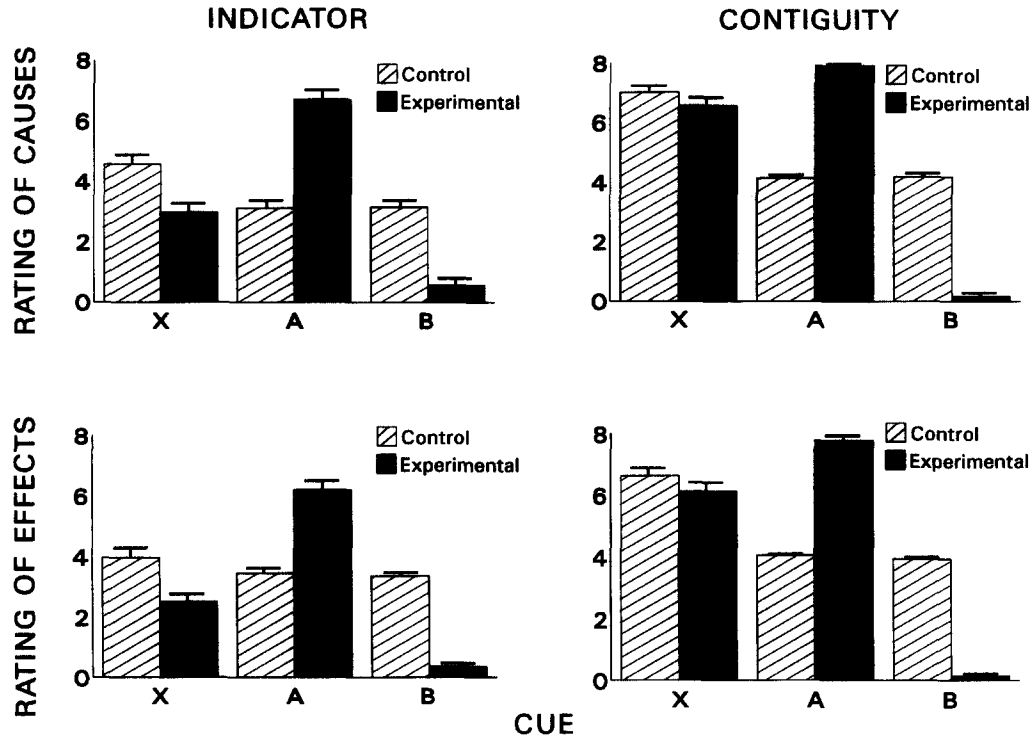 INDICATOR
CONTIGUITY
RATING OF CAUSES
8
6
4
2
0
Control
Experimental
X A B
8
6
4
2
0
Control
Experimental
X A B
RATING OF EFFECTS
8
6
4
2
0
Control
Experimental
X A B
8
6
4
2
0
Control
Experimental
X A B
CUE